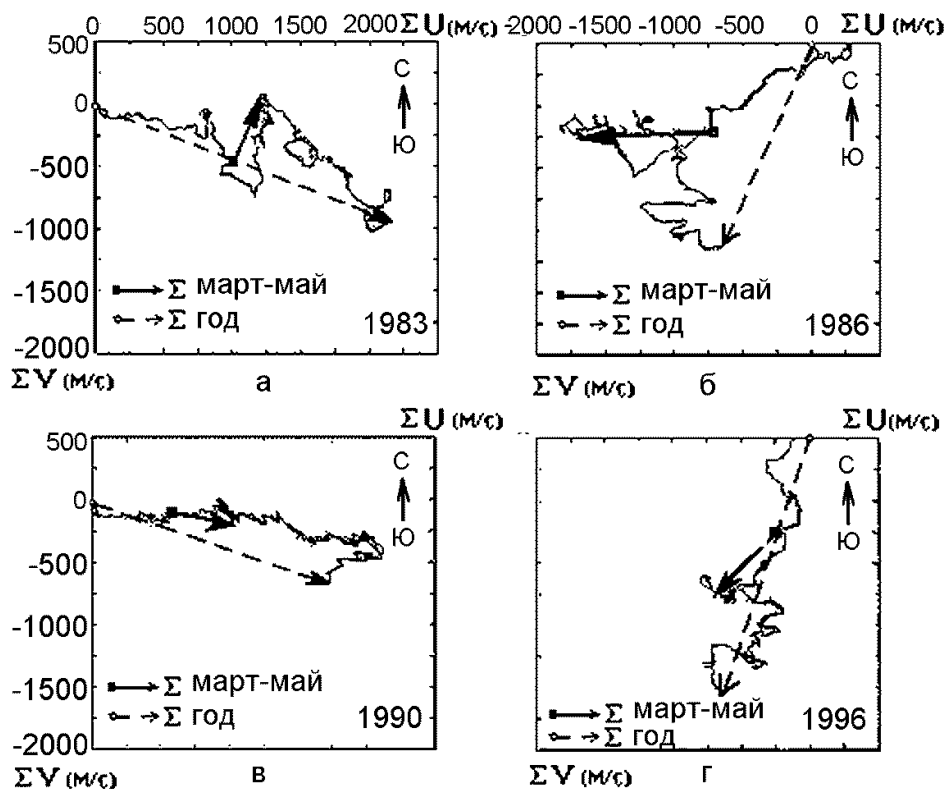 0 500 1000 1500 2000 ΣU (м/с)
500
0
-500
-1000
-1500
-2000
С
Ю
Σ март-май
Σ год
1983
ΣV (м/с)
а
-2000 -1500 -1000 -500 0 ΣU (м/с)
С
Ю
Σ март-май
Σ год
1986
ΣV (м/с)
б
ΣU (м/с)
500
0
-500
-1000
-1500
-2000
С
Ю
Σ март-май
Σ год
1990
ΣV (м/с)
в
ΣU (м/с)
С
Ю
Σ март-май
Σ год
1996
ΣV (м/с)
г